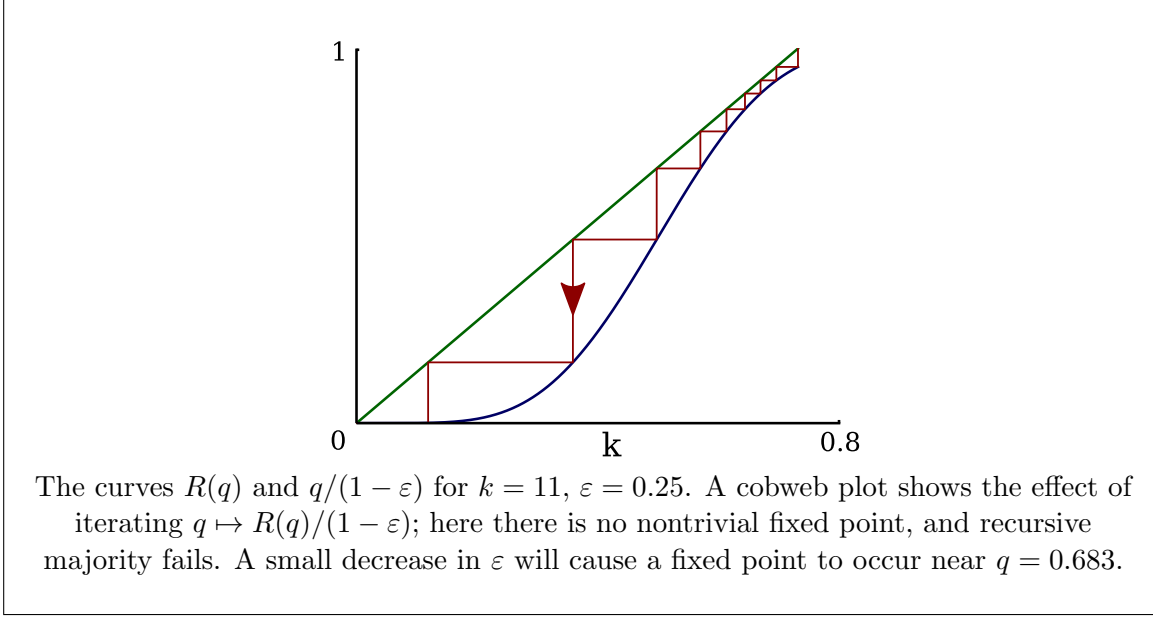 1
0
k
0.8
The curves R(q) and q/(1 − ε) for k = 11, ε = 0.25. A cobweb plot shows the effect of
iterating q ↦ R(q)/(1 − ε); here there is no nontrivial fixed point, and recursive
majority fails. A small decrease in ε will cause a fixed point to occur near q = 0.683.